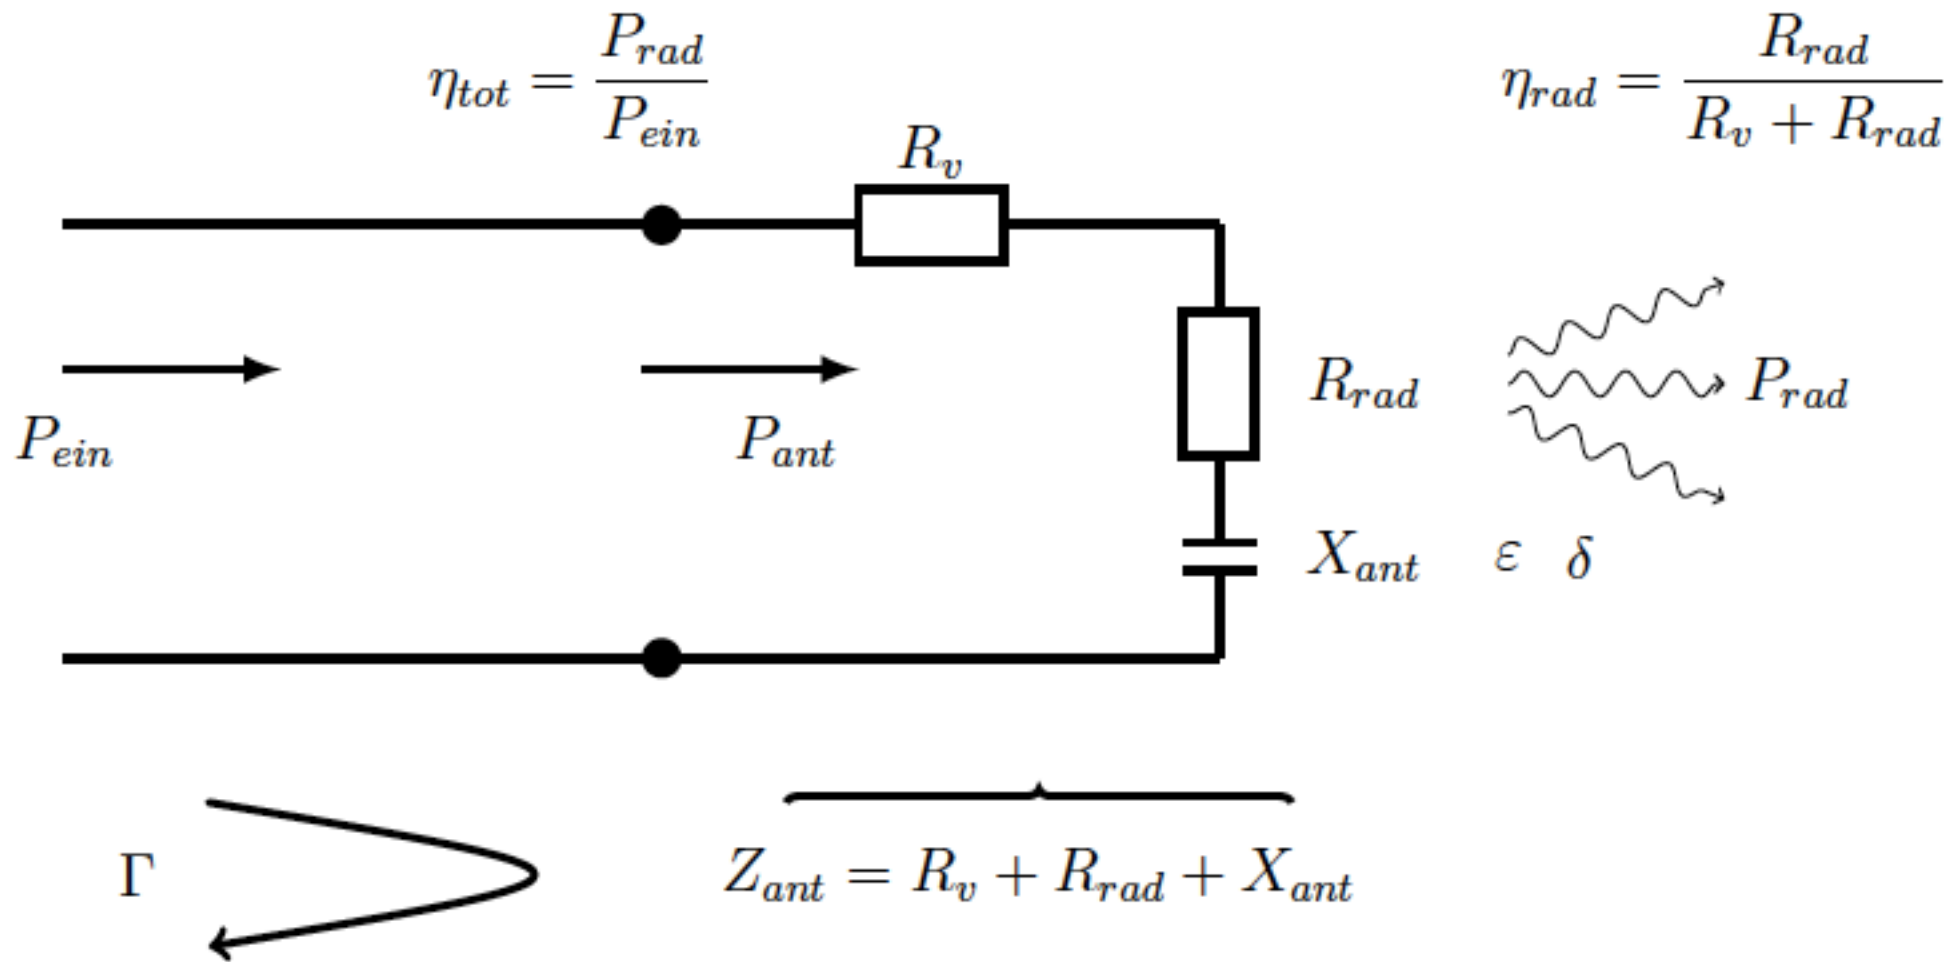 η_tot = P_rad / P_ein
η_rad = R_rad / (R_v + R_rad)
R_v
P_ein
P_ant
R_rad
P_rad
X_ant ε δ
Γ
Z_ant = R_v + R_rad + X_ant